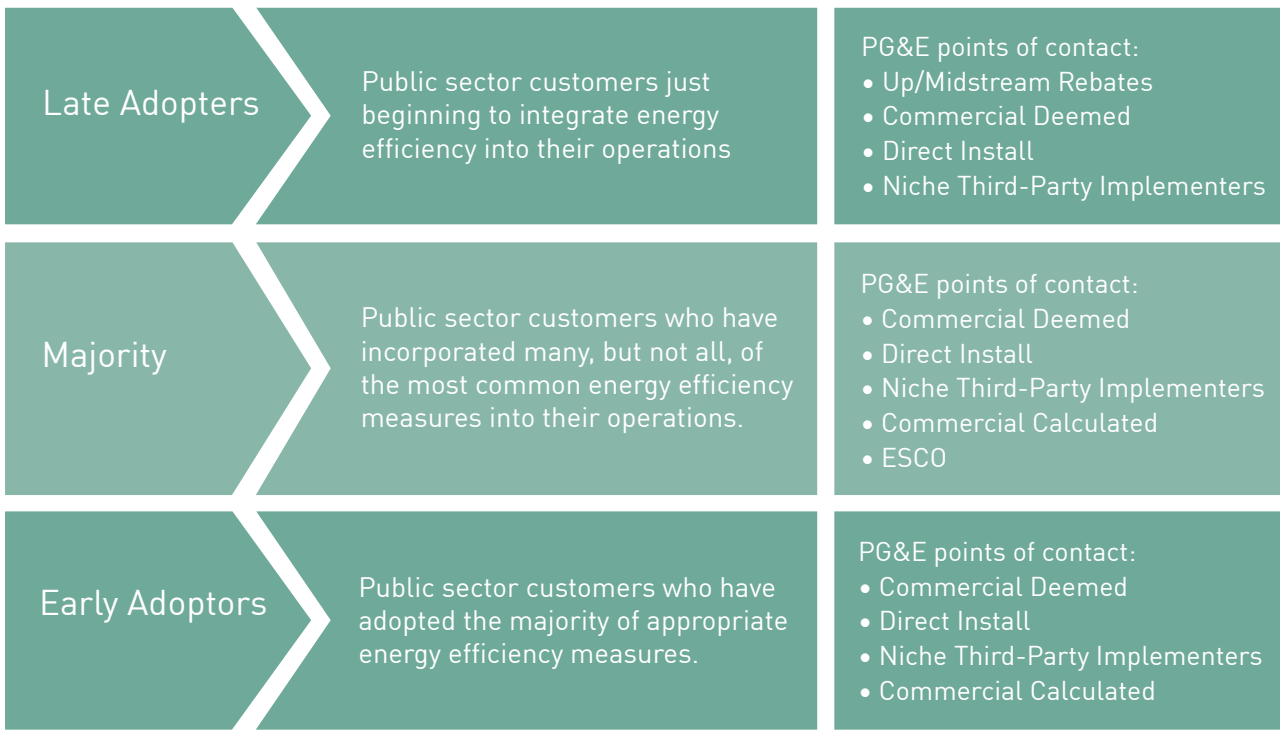 Late Adopters
Public sector customers just
beginning to integrate energy
efficiency into their operations
PG&E points of contact:
• Up/Midstream Rebates
• Commercial Deemed
• Direct Install
• Niche Third-Party Implementers
Majority
Public sector customers who have
incorporated many, but not all, of
the most common energy efficiency
measures into their operations.
PG&E points of contact:
• Commercial Deemed
• Direct Install
• Niche Third-Party Implementers
• Commercial Calculated
• ESCO
Early Adoptors
Public sector customers who have
adopted the majority of appropriate
energy efficiency measures.
PG&E points of contact:
• Commercial Deemed
• Direct Install
• Niche Third-Party Implementers
• Commercial Calculated